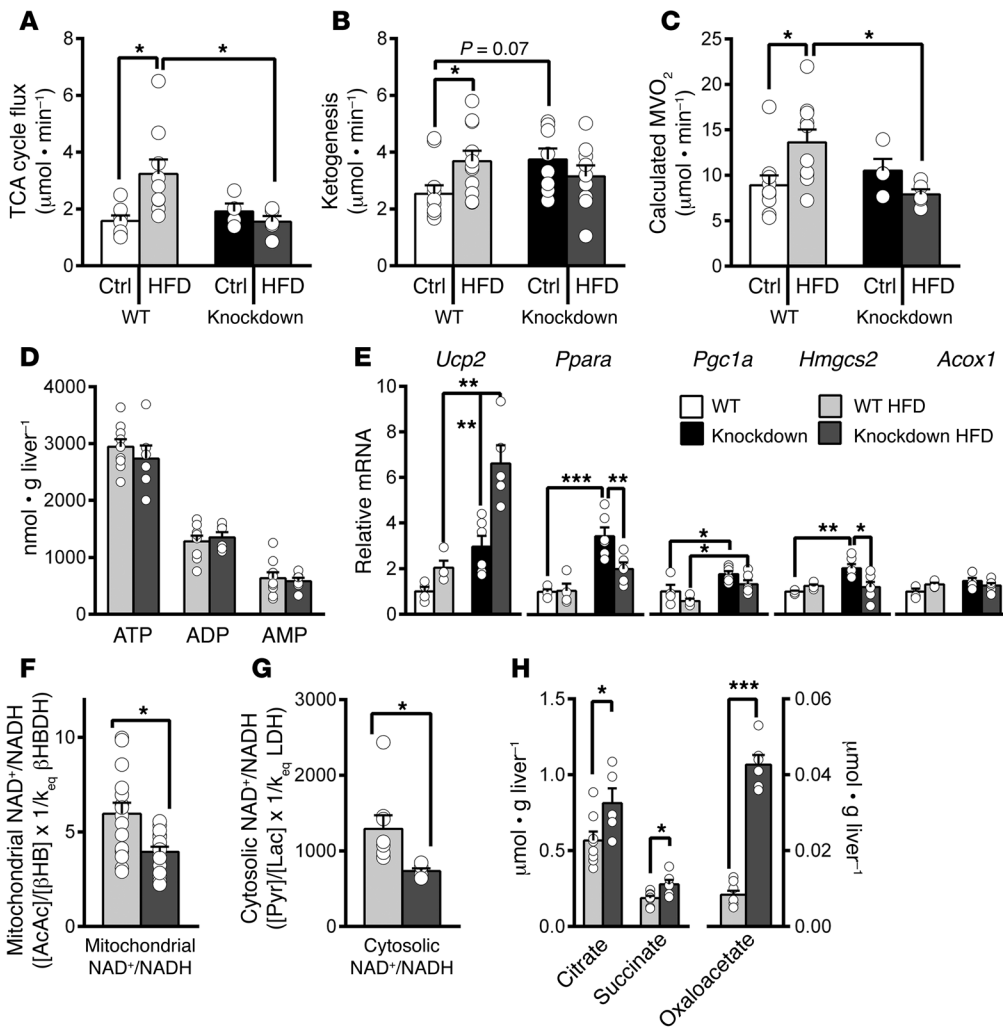 A
B
C
TCA cycle flux
(µmol • min⁻¹)
8
6
4
2
0
*
*
Ctrl HFD Ctrl HFD
WT Knockdown
Ketogenesis
(µmol • min⁻¹)
8
6
4
2
0
P = 0.07
*
Ctrl HFD Ctrl HFD
WT Knockdown
Calculated MVO₂
(µmol • min⁻¹)
25
20
15
10
5
0
*
*
Ctrl HFD Ctrl HFD
WT Knockdown
D
nmol • g liver⁻¹
4000
3000
2000
1000
0
ATP ADP AMP
E
Ucp2 Ppara Pgc1a Hmgcs2 Acox1
Relative mRNA
10
8
6
4
2
0
WT WT HFD
Knockdown Knockdown HFD
**
**
***
**
*
*
**
*
F
Mitochondrial NAD⁺/NADH
([AcAc]/[βHB] x 1/kₑq βHBDH)
10
5
0
*
Mitochondrial
NAD⁺/NADH
G
Cytosolic NAD⁺/NADH
([Pyr]/[Lac] x 1/kₑq LDH)
3000
2000
1000
0
*
Cytosolic
NAD⁺/NADH
H
µmol • g liver⁻¹
1.5
1.0
0.5
0.0
*
*
***
0.06
0.04
0.02
0.00
µmol • g liver⁻¹
Citrate
Succinate
Oxaloacetate